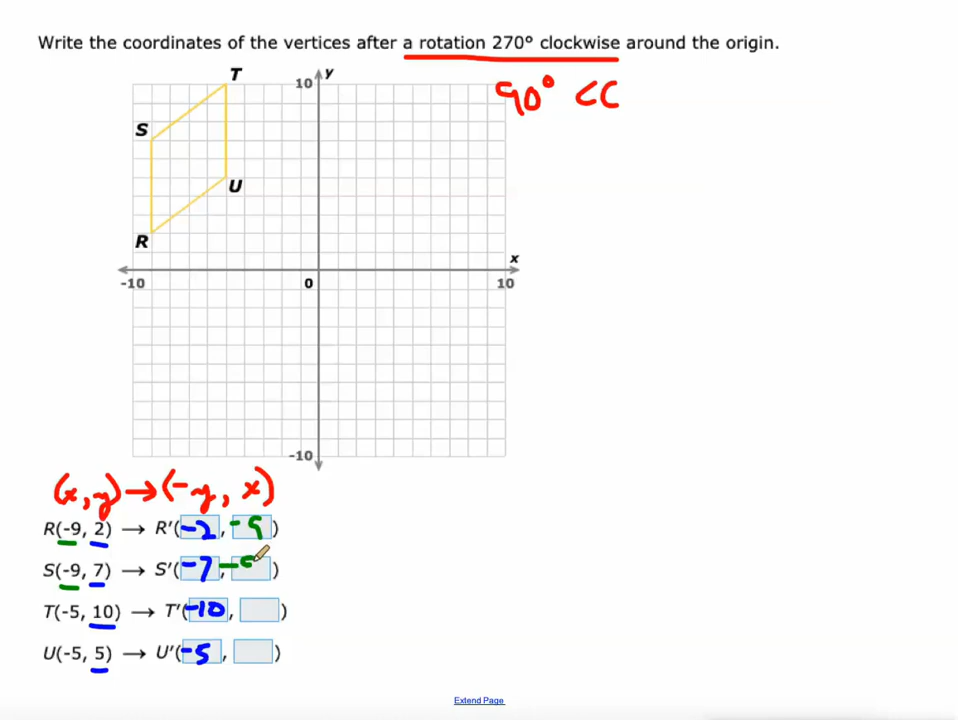 Write the coordinates of the vertices after a rotation 270° clockwise around the origin.
90° CC
T
10 y
S
U
R
x
-10 0 10
-10
(x, y) → (-y, x)
R(-9, 2) → R'(-2, -9)
S(-9, 7) → S'(-7, - )
T(-5, 10) → T'(-10, )
U(-5, 5) → U'(-5, )
Extend Page